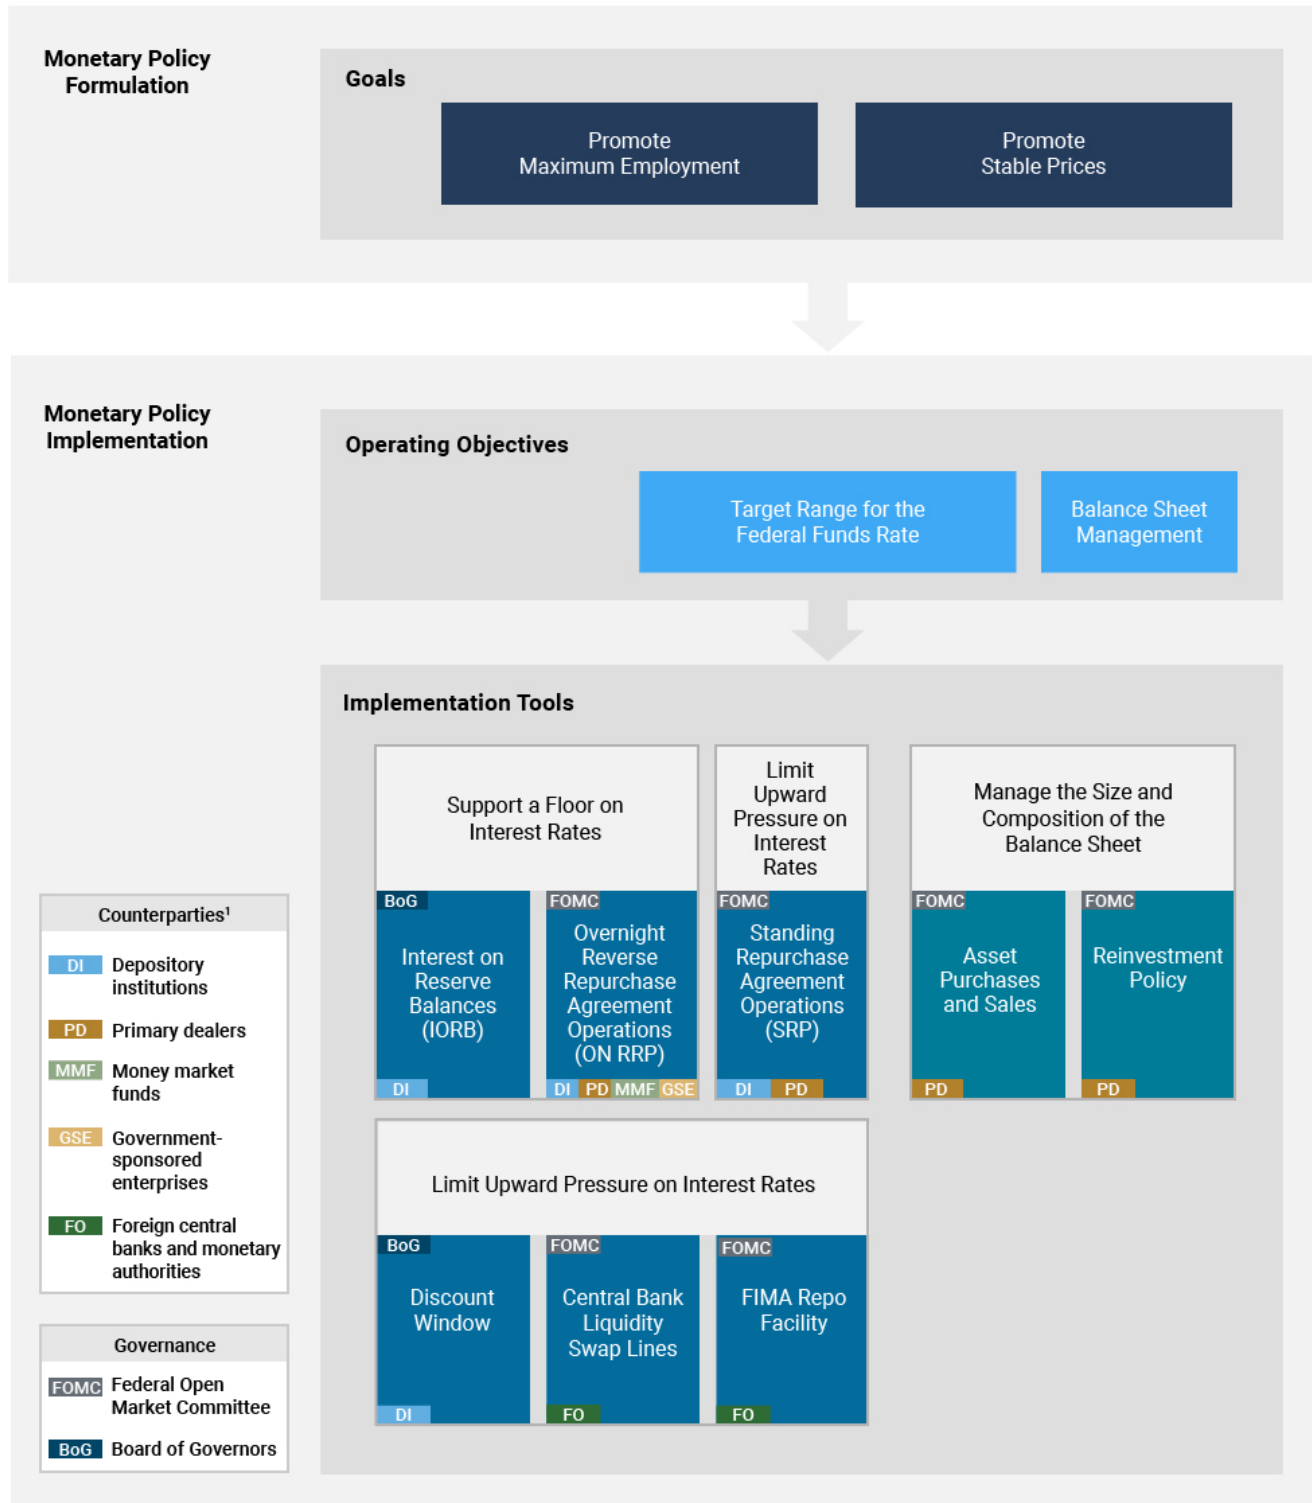 Monetary Policy
Formulation
Goals
Promote
Maximum Employment
Promote
Stable Prices
Monetary Policy
Implementation
Operating Objectives
Target Range for the
Federal Funds Rate
Balance Sheet
Management
Implementation Tools
Support a Floor on
Interest Rates
BoG
Interest on
Reserve
Balances
(IORB)
DI
FOMC
Overnight
Reverse
Repurchase
Agreement
Operations
(ON RRP)
DI PD MMF GSE
Limit
Upward
Pressure on
Interest
Rates
FOMC
Standing
Repurchase
Agreement
Operations
(SRP)
DI PD
Manage the Size and
Composition of the
Balance Sheet
FOMC
Asset
Purchases
and Sales
PD
FOMC
Reinvestment
Policy
PD
Limit Upward Pressure on Interest Rates
BoG
Discount
Window
DI
FOMC
Central Bank
Liquidity
Swap Lines
FO
FOMC
FIMA Repo
Facility
FO
Counterparties¹
DI Depository
institutions
PD Primary dealers
MMF Money market
funds
GSE Government-
sponsored
enterprises
FO Foreign central
banks and monetary
authorities
Governance
FOMC Federal Open
Market Committee
BoG Board of Governors